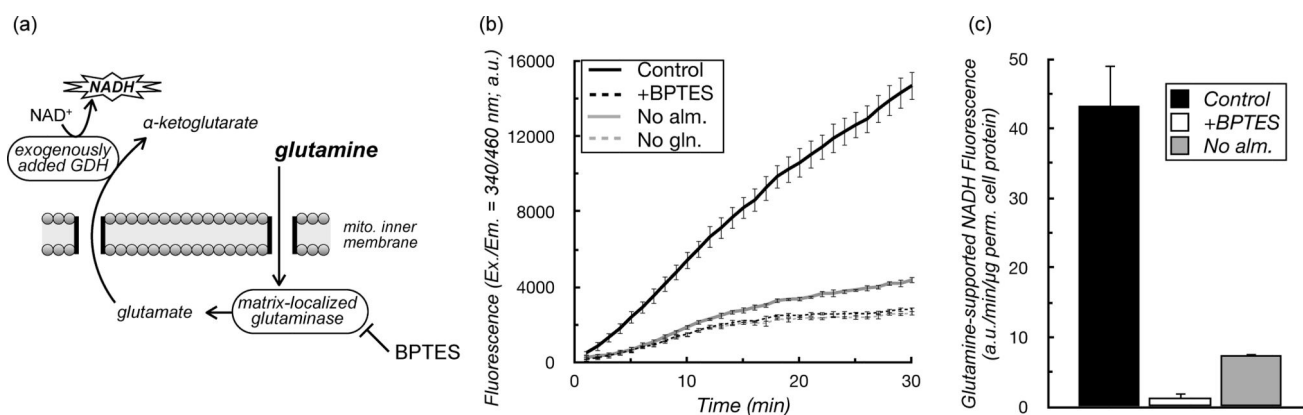 (a)
NADH
NAD+
α-ketoglutarate
exogenously
added GDH
glutamine
mito. inner
membrane
glutamate
matrix-localized
glutaminase
BPTES
(b)
Fluorescence (Ex./Em. = 340/460 nm; a.u.)
16000
12000
8000
4000
0
Control
+BPTES
No alm.
No gln.
0
10
20
30
Time (min)
(c)
Glutamine-supported NADH Fluorescence
(a.u./min/μg perm. cell protein)
50
40
30
20
10
0
Control
+BPTES
No alm.